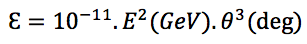 Ɛ = 10⁻¹¹. E²(GeV). θ³(deg)